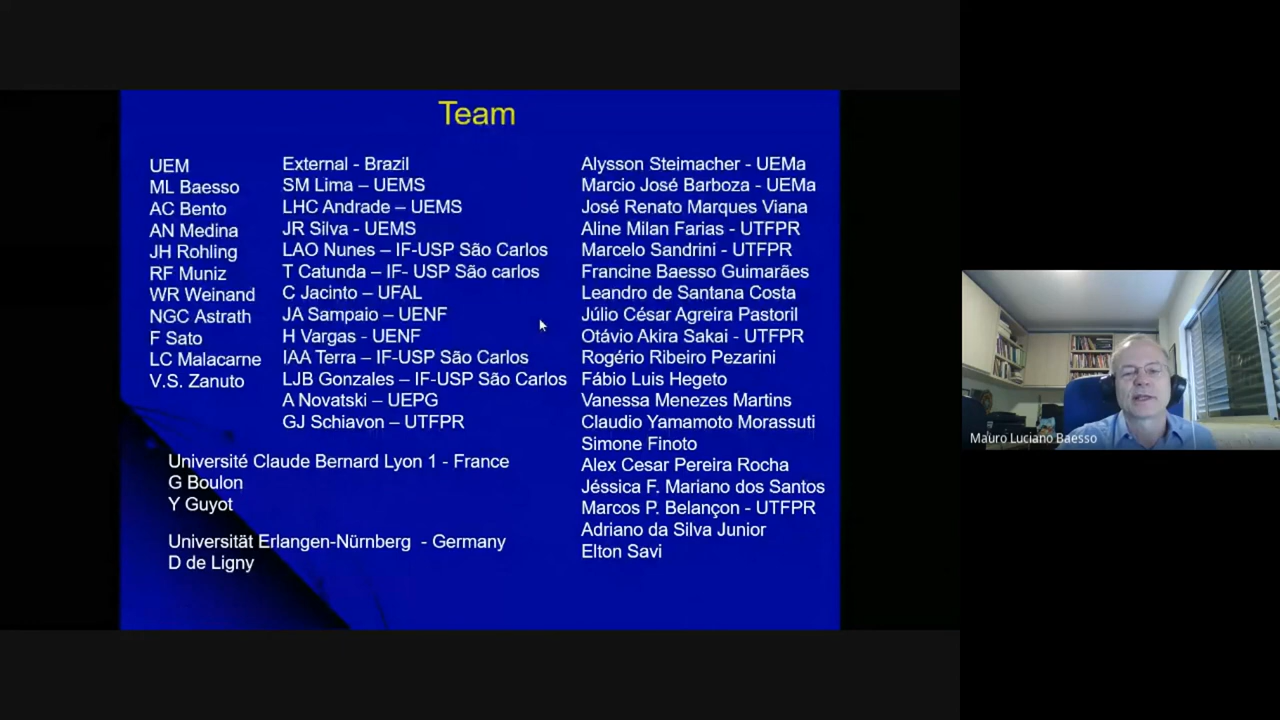 Team
UEM
ML Baesso
AC Bento
AN Medina
JH Rohling
RF Muniz
WR Weinand
NGC Astrath
F Sato
LC Malacarne
V.S. Zanuto
External - Brazil
SM Lima – UEMS
LHC Andrade – UEMS
JR Silva - UEMS
LAO Nunes – IF-USP São Carlos
T Catunda – IF- USP São carlos
C Jacinto – UFAL
JA Sampaio – UENF
H Vargas - UENF
IAA Terra – IF-USP São Carlos
LJB Gonzales – IF-USP São Carlos
A Novatski – UEPG
GJ Schiavon – UTFPR
Université Claude Bernard Lyon 1 - France
G Boulon
Y Guyot
Universität Erlangen-Nürnberg - Germany
D de Ligny
Alysson Steimacher - UEMa
Marcio José Barboza - UEMa
José Renato Marques Viana
Aline Milan Farias - UTFPR
Marcelo Sandrini - UTFPR
Francine Baesso Guimarães
Leandro de Santana Costa
Júlio César Agreira Pastoril
Otávio Akira Sakai - UTFPR
Rogério Ribeiro Pezarini
Fábio Luis Hegeto
Vanessa Menezes Martins
Claudio Yamamoto Morassuti
Simone Finoto
Alex Cesar Pereira Rocha
Jéssica F. Mariano dos Santos
Marcos P. Belançon - UTFPR
Adriano da Silva Junior
Elton Savi
Mauro Luciano Baesso